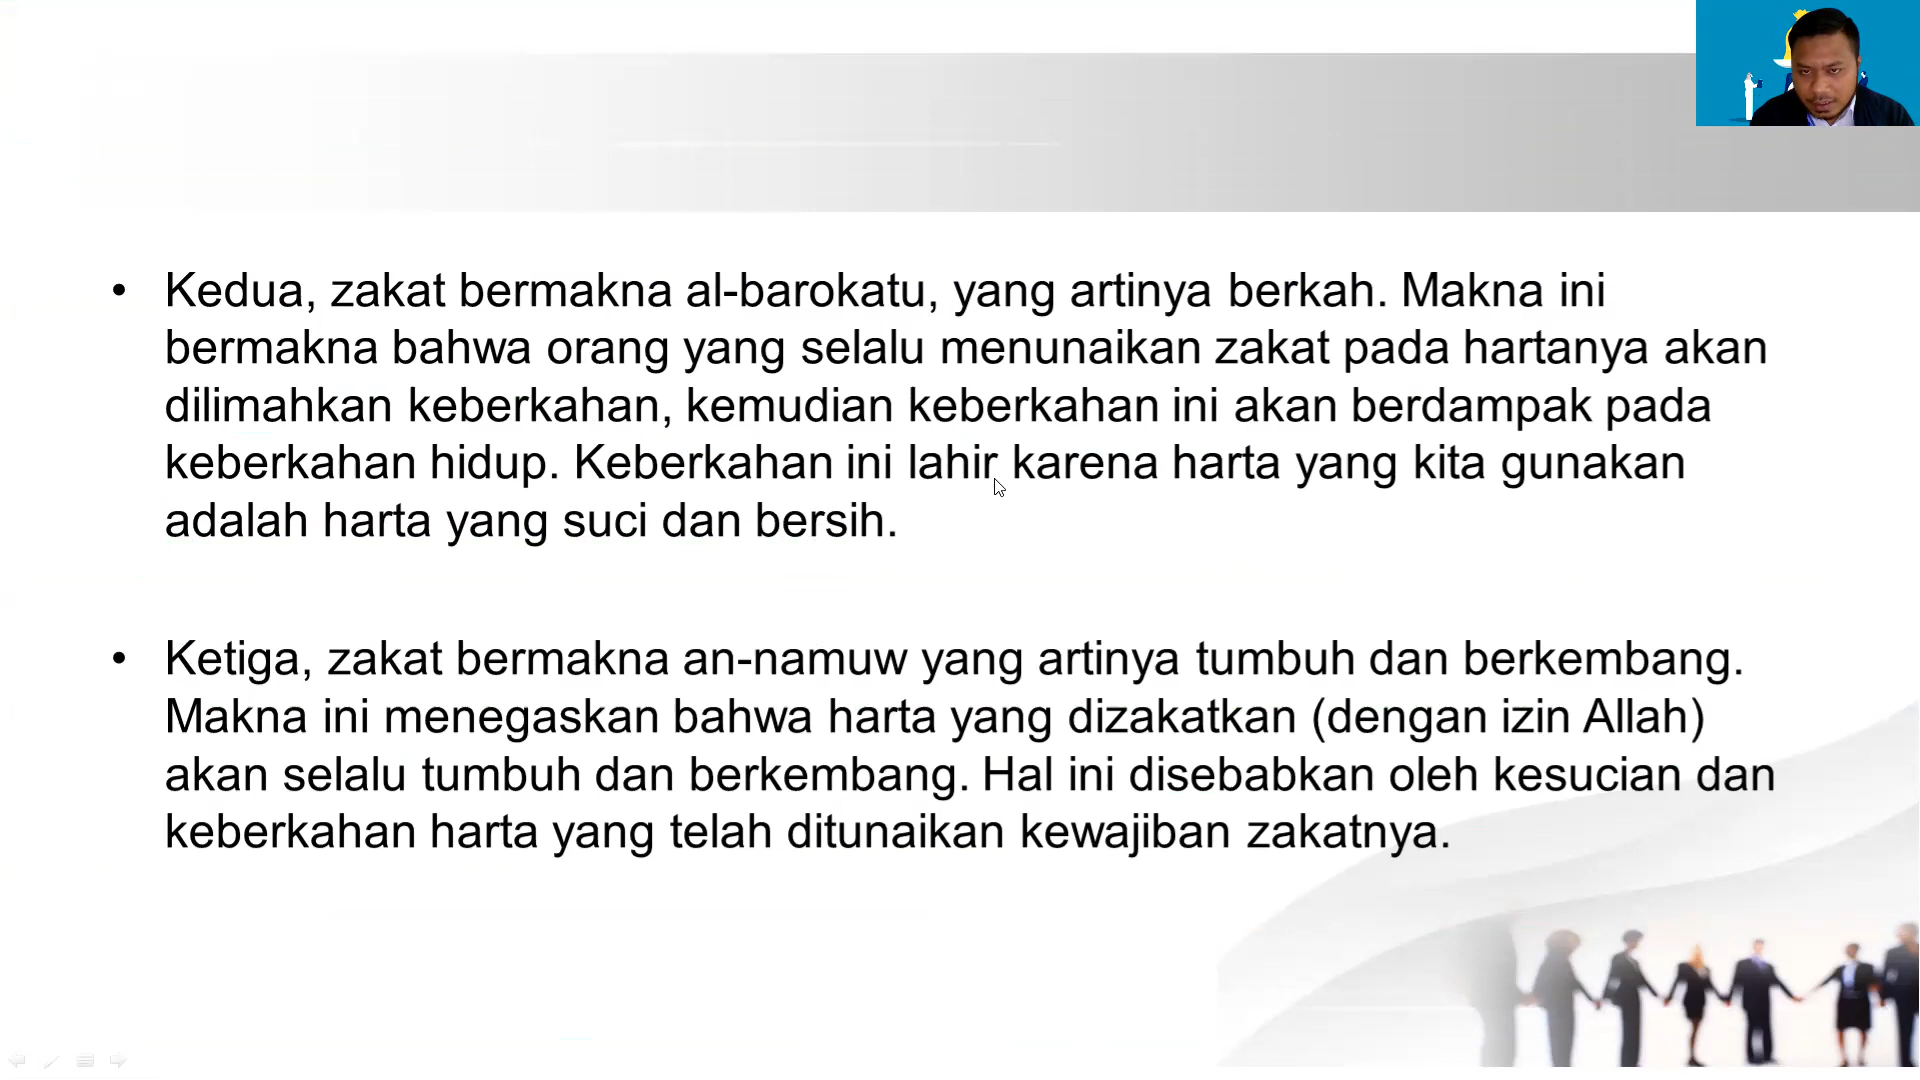 • Kedua, zakat bermakna al-barokatu, yang artinya berkah. Makna ini
bermakna bahwa orang yang selalu menunaikan zakat pada hartanya akan
dilimahkan keberkahan, kemudian keberkahan ini akan berdampak pada
keberkahan hidup. Keberkahan ini lahir karena harta yang kita gunakan
adalah harta yang suci dan bersih.
• Ketiga, zakat bermakna an-namuw yang artinya tumbuh dan berkembang.
Makna ini menegaskan bahwa harta yang dizakatkan (dengan izin Allah)
akan selalu tumbuh dan berkembang. Hal ini disebabkan oleh kesucian dan
keberkahan harta yang telah ditunaikan kewajiban zakatnya.